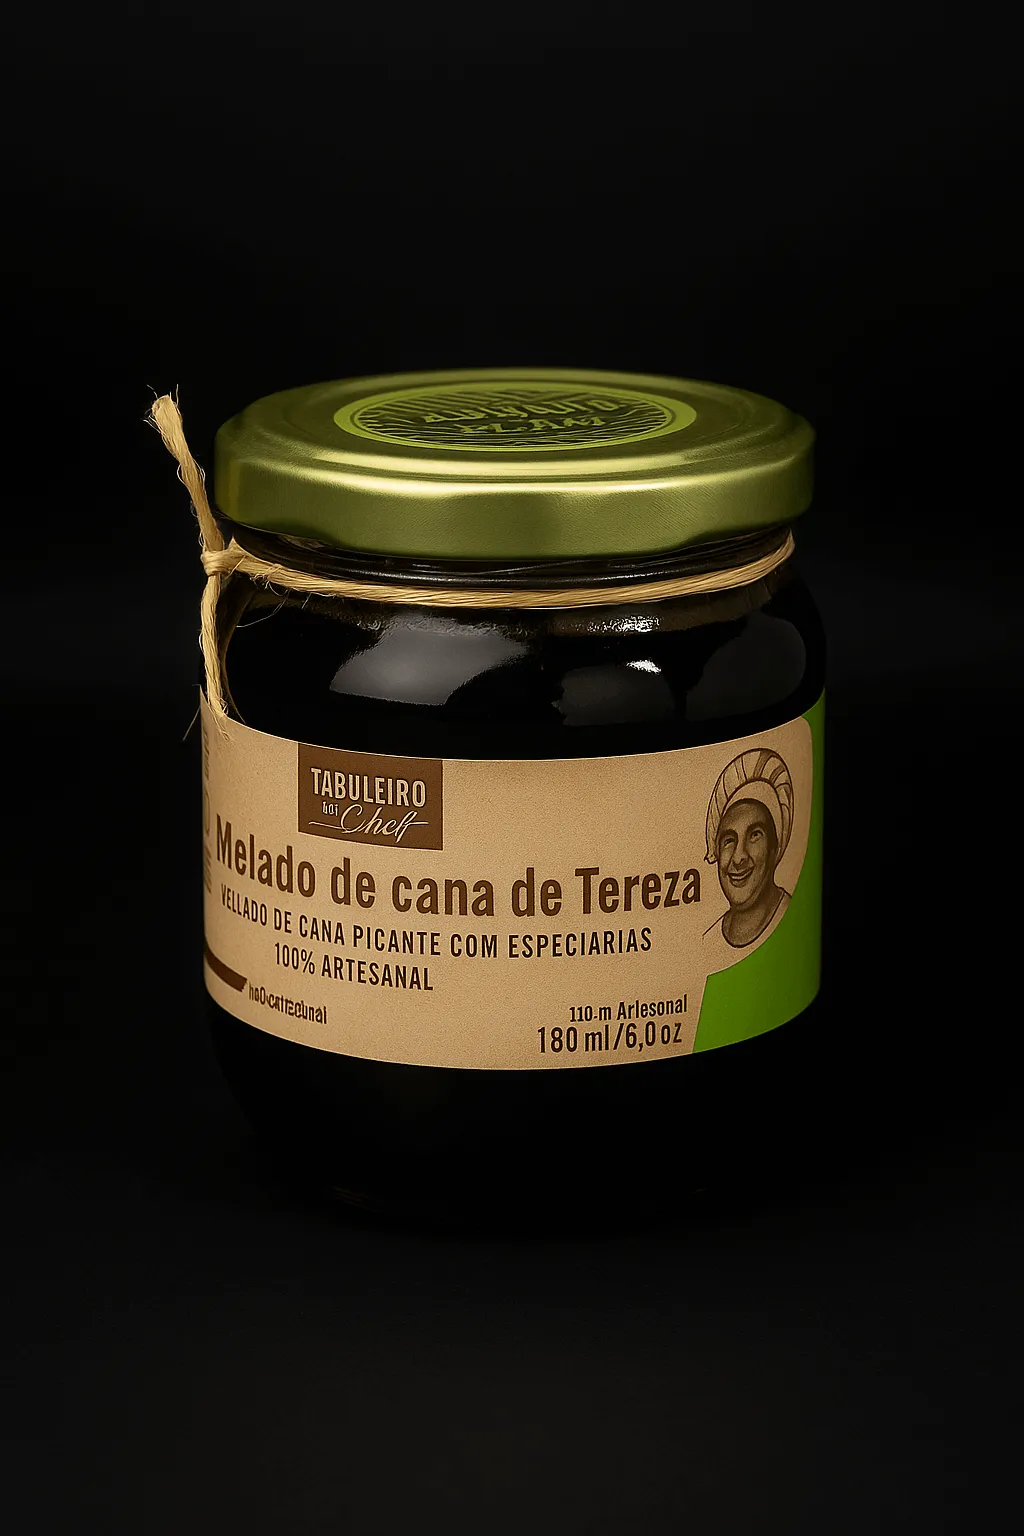 TABULEIRO
Chef
Melado de cana de Tereza
VELLADO DE CANA PICANTE COM ESPECIARIAS
100% ARTESANAL
110-m Arlesonal
180 ml/6,0 oz